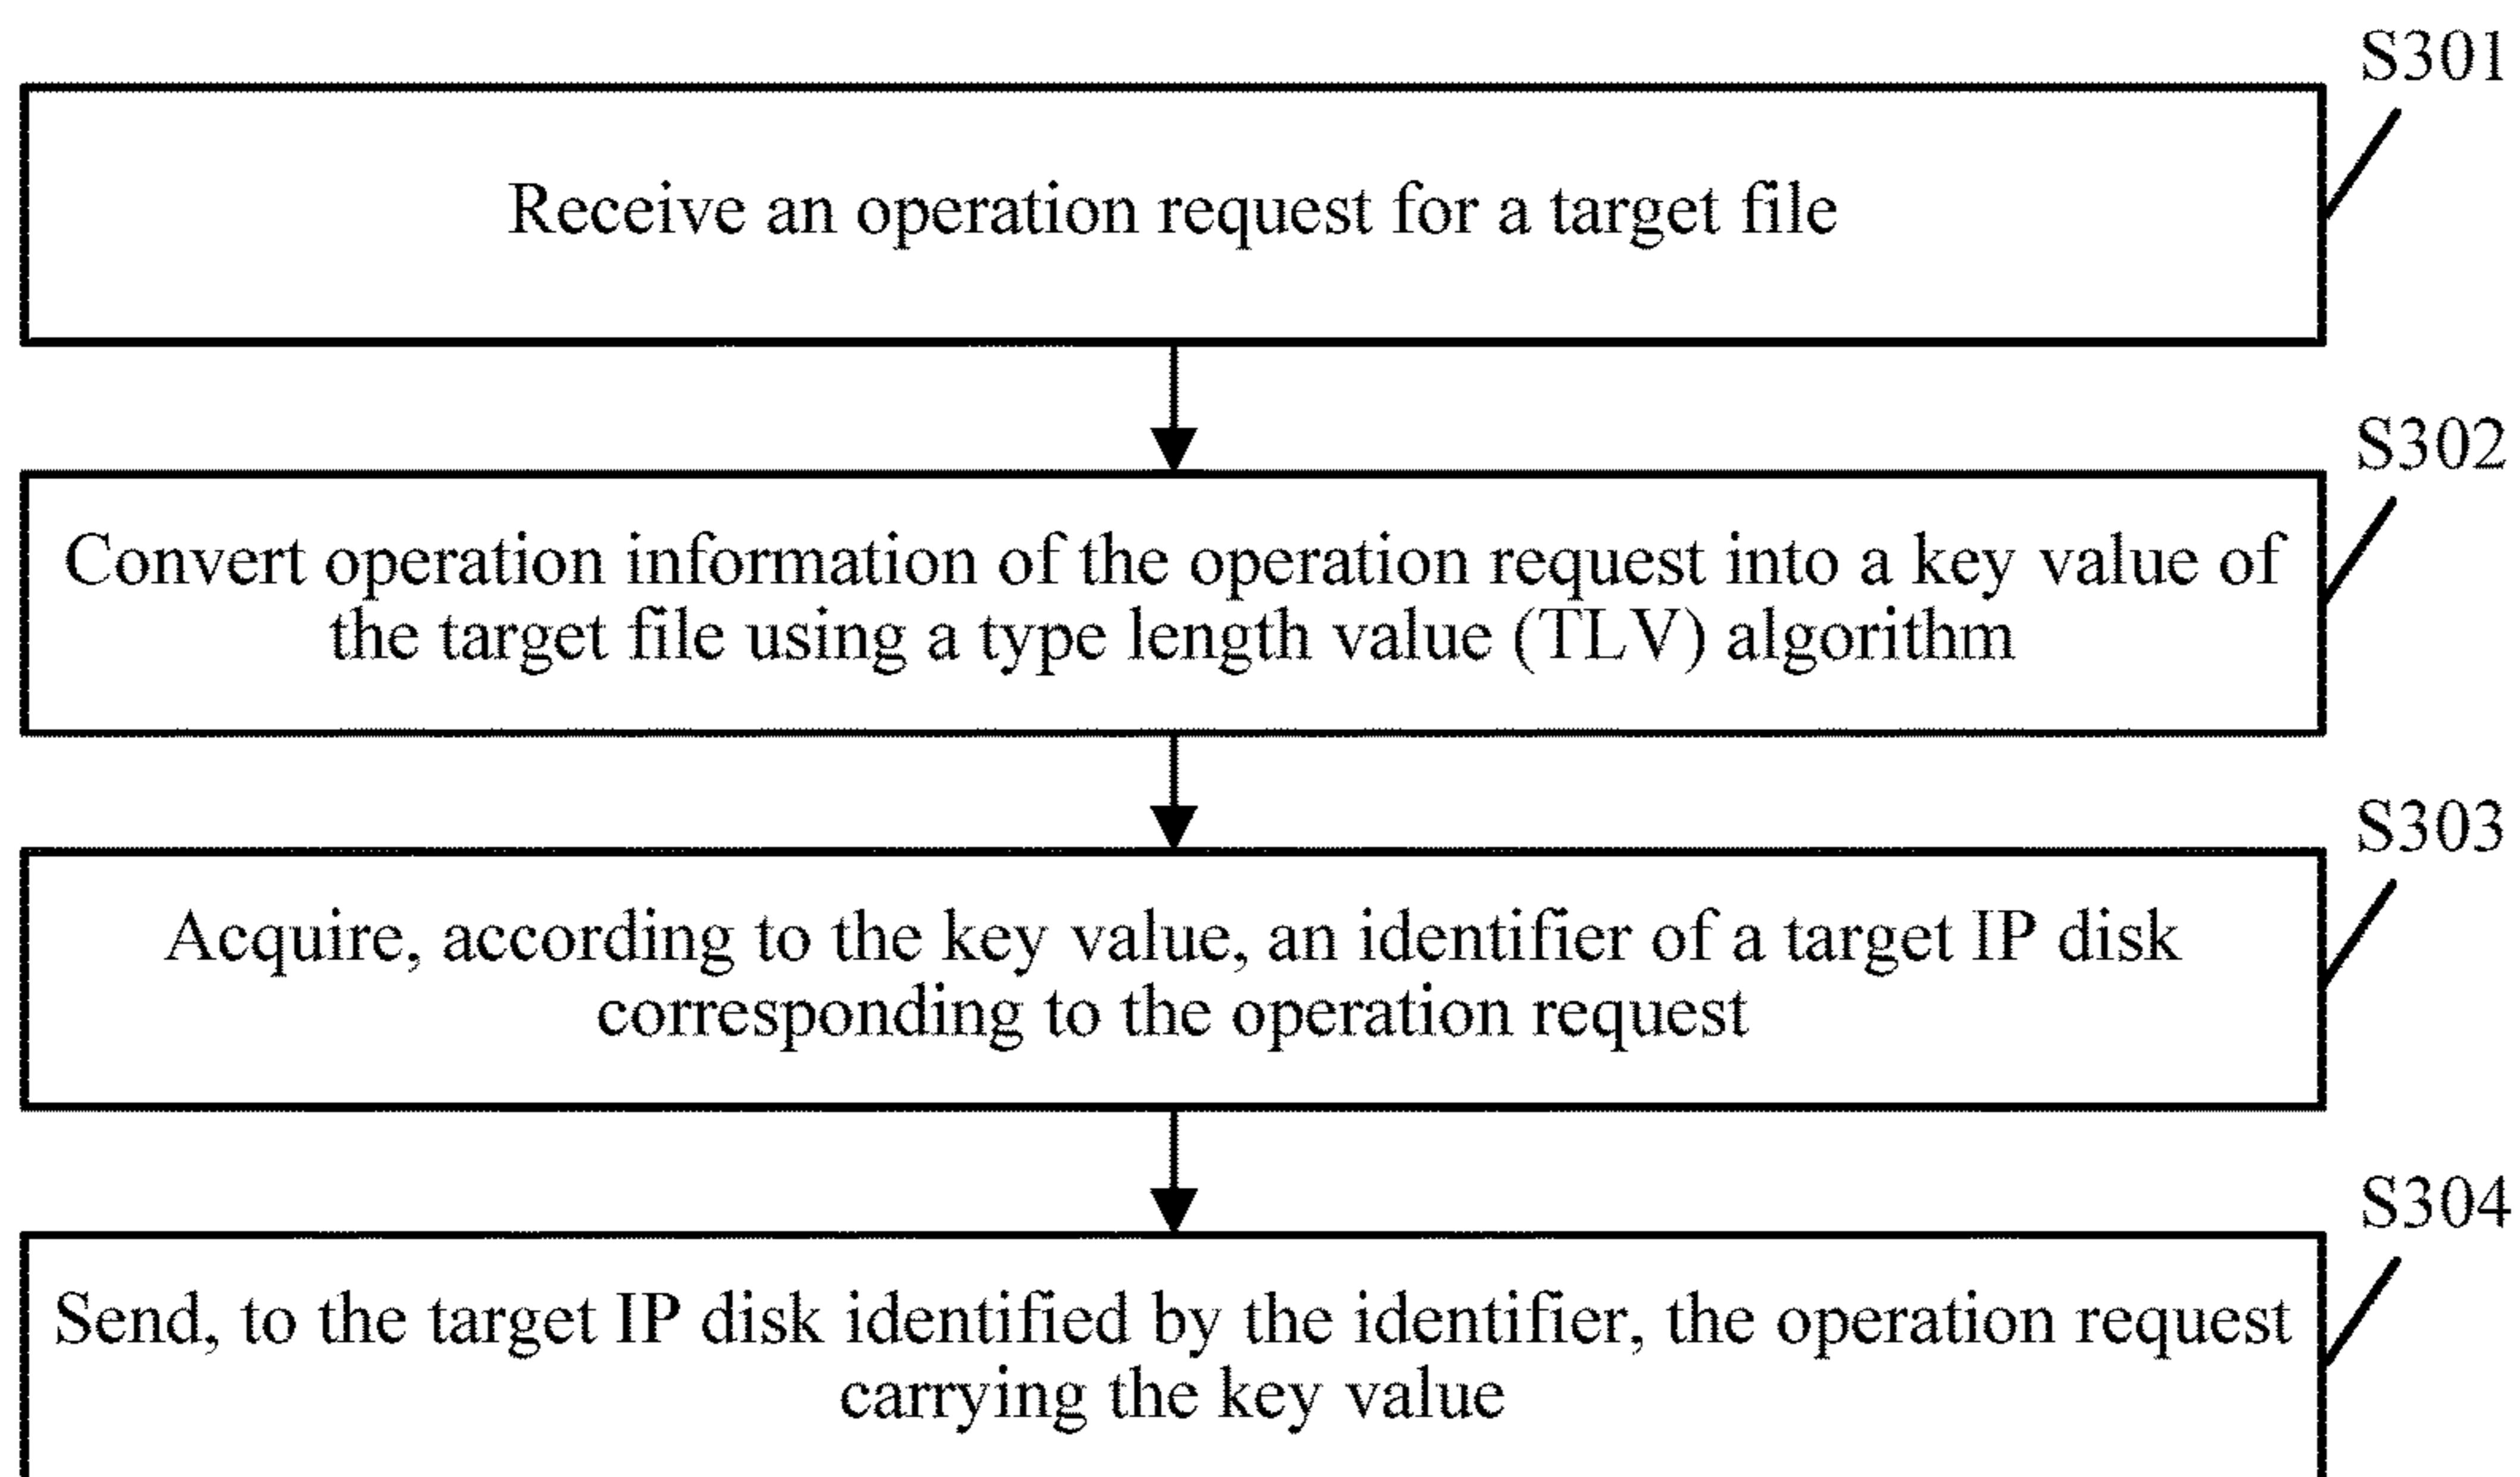 S301
Receive an operation request for a target file
S302
Convert operation information of the operation request into a key value of
the target file using a type length value (TLV) algorithm
S303
Acquire, according to the key value, an identifier of a target IP disk
corresponding to the operation request
S304
Send, to the target IP disk identified by the identifier, the operation request
carrying the key value